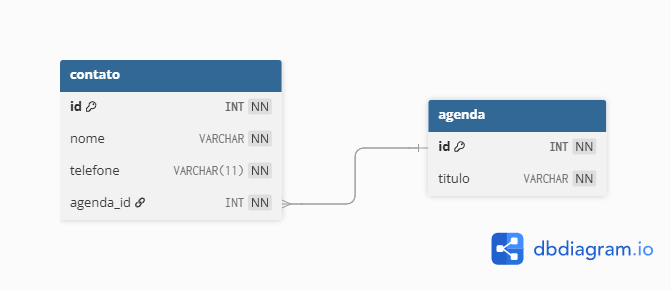 contato
id INT NN
nome VARCHAR NN
telefone VARCHAR(11) NN
agenda_id INT NN
agenda
id INT NN
titulo VARCHAR NN
dbdiagram.io